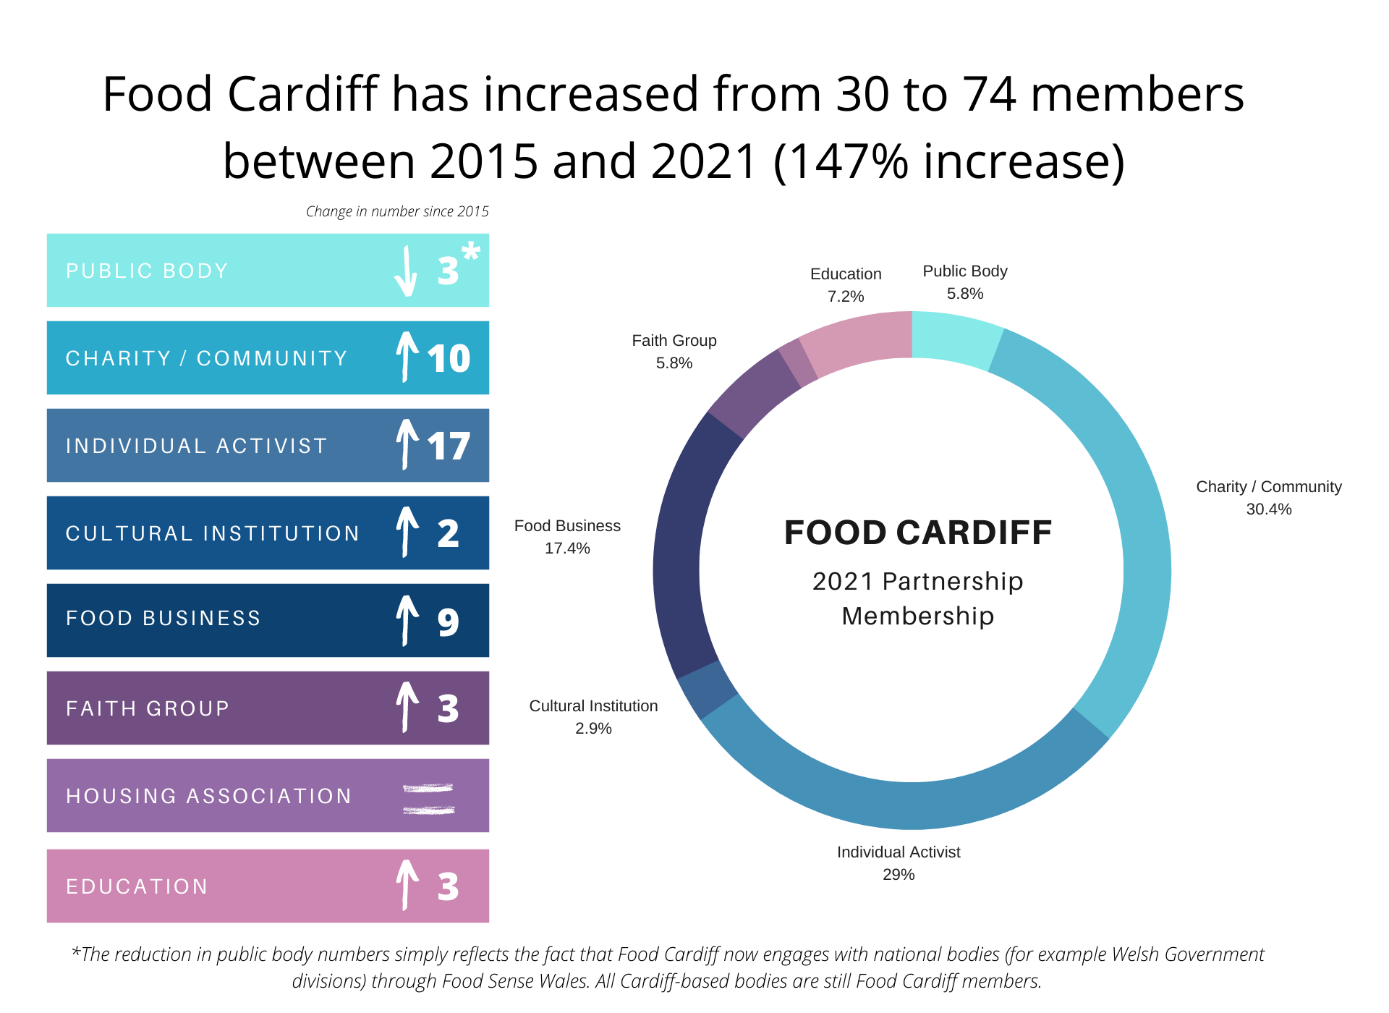 Food Cardiff has increased from 30 to 74 members
between 2015 and 2021 (147% increase)
Change in number since 2015
PUBLIC BODY ↓ 3*
CHARITY / COMMUNITY ↑ 10
INDIVIDUAL ACTIVIST ↑ 17
CULTURAL INSTITUTION ↑ 2
FOOD BUSINESS ↑ 9
FAITH GROUP ↑ 3
HOUSING ASSOCIATION =
EDUCATION ↑ 3
Education
7.2%
Public Body
5.8%
Faith Group
5.8%
Charity / Community
30.4%
Food Business
17.4%
FOOD CARDIFF
2021 Partnership
Membership
Cultural Institution
2.9%
Individual Activist
29%
*The reduction in public body numbers simply reflects the fact that Food Cardiff now engages with national bodies (for example Welsh Government
divisions) through Food Sense Wales. All Cardiff-based bodies are still Food Cardiff members.